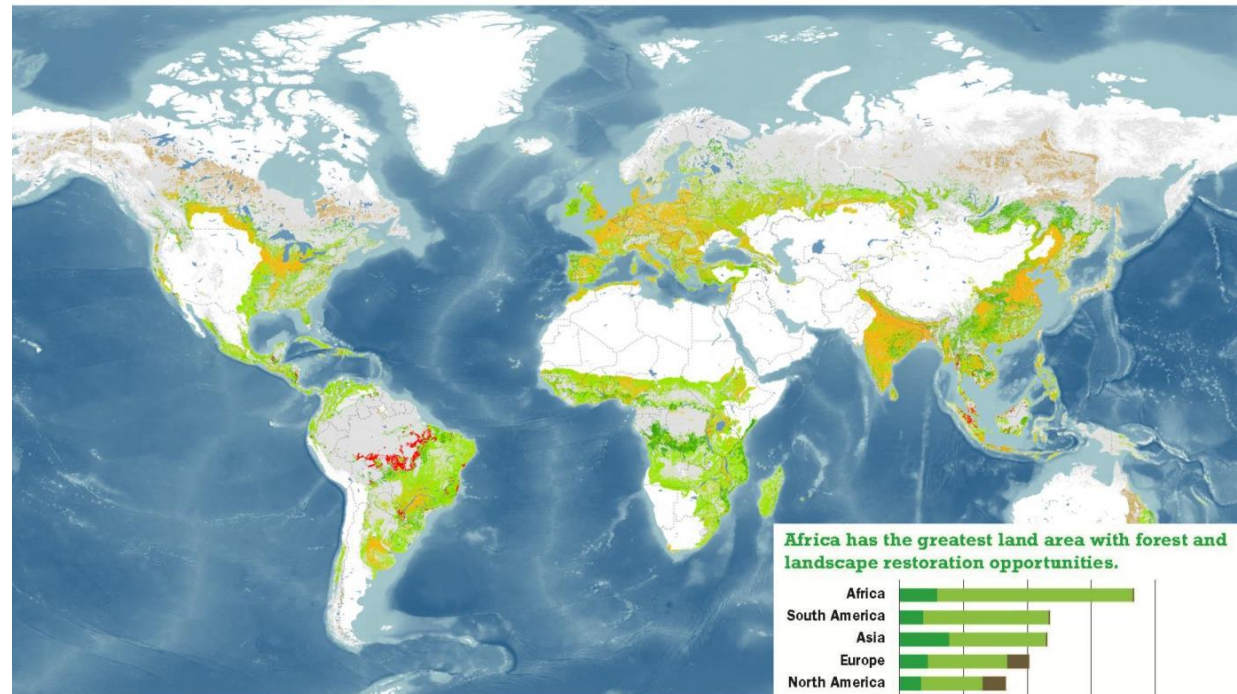 Africa has the greatest land area with forest and
landscape restoration opportunities.
Africa
South America
Asia
Europe
North America